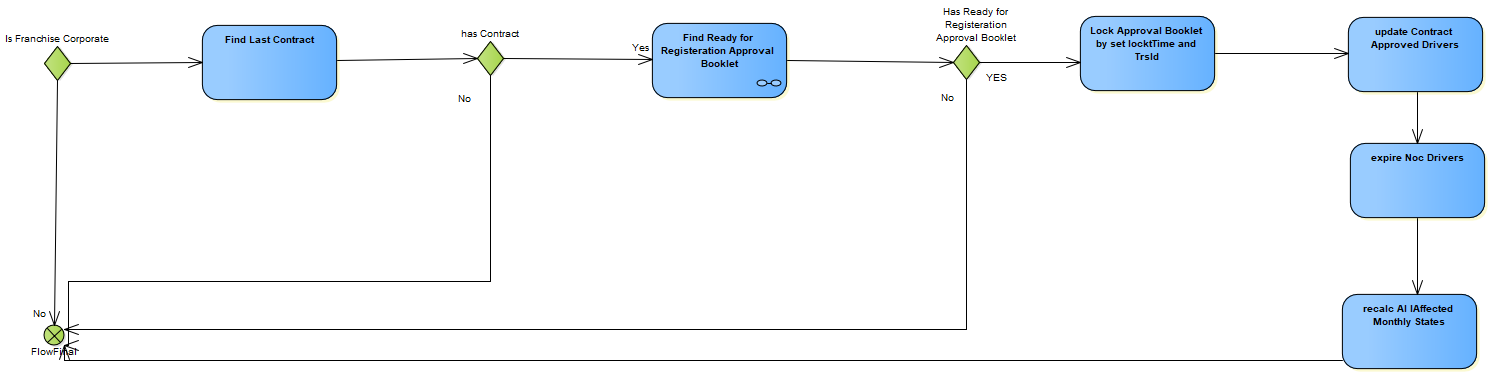 Is Franchise Corporate
Find Last Contract
has Contract
No
Yes
Find Ready for
Registeration Approval
Booklet
Has Ready for
Registeration
Approval Booklet
YES
No
Lock Approval Booklet
by set locktTime and
TrsId
update Contract
Approved Drivers
expire Noc Drivers
recalc Al lAffected
Monthly States
No
FlowFinal